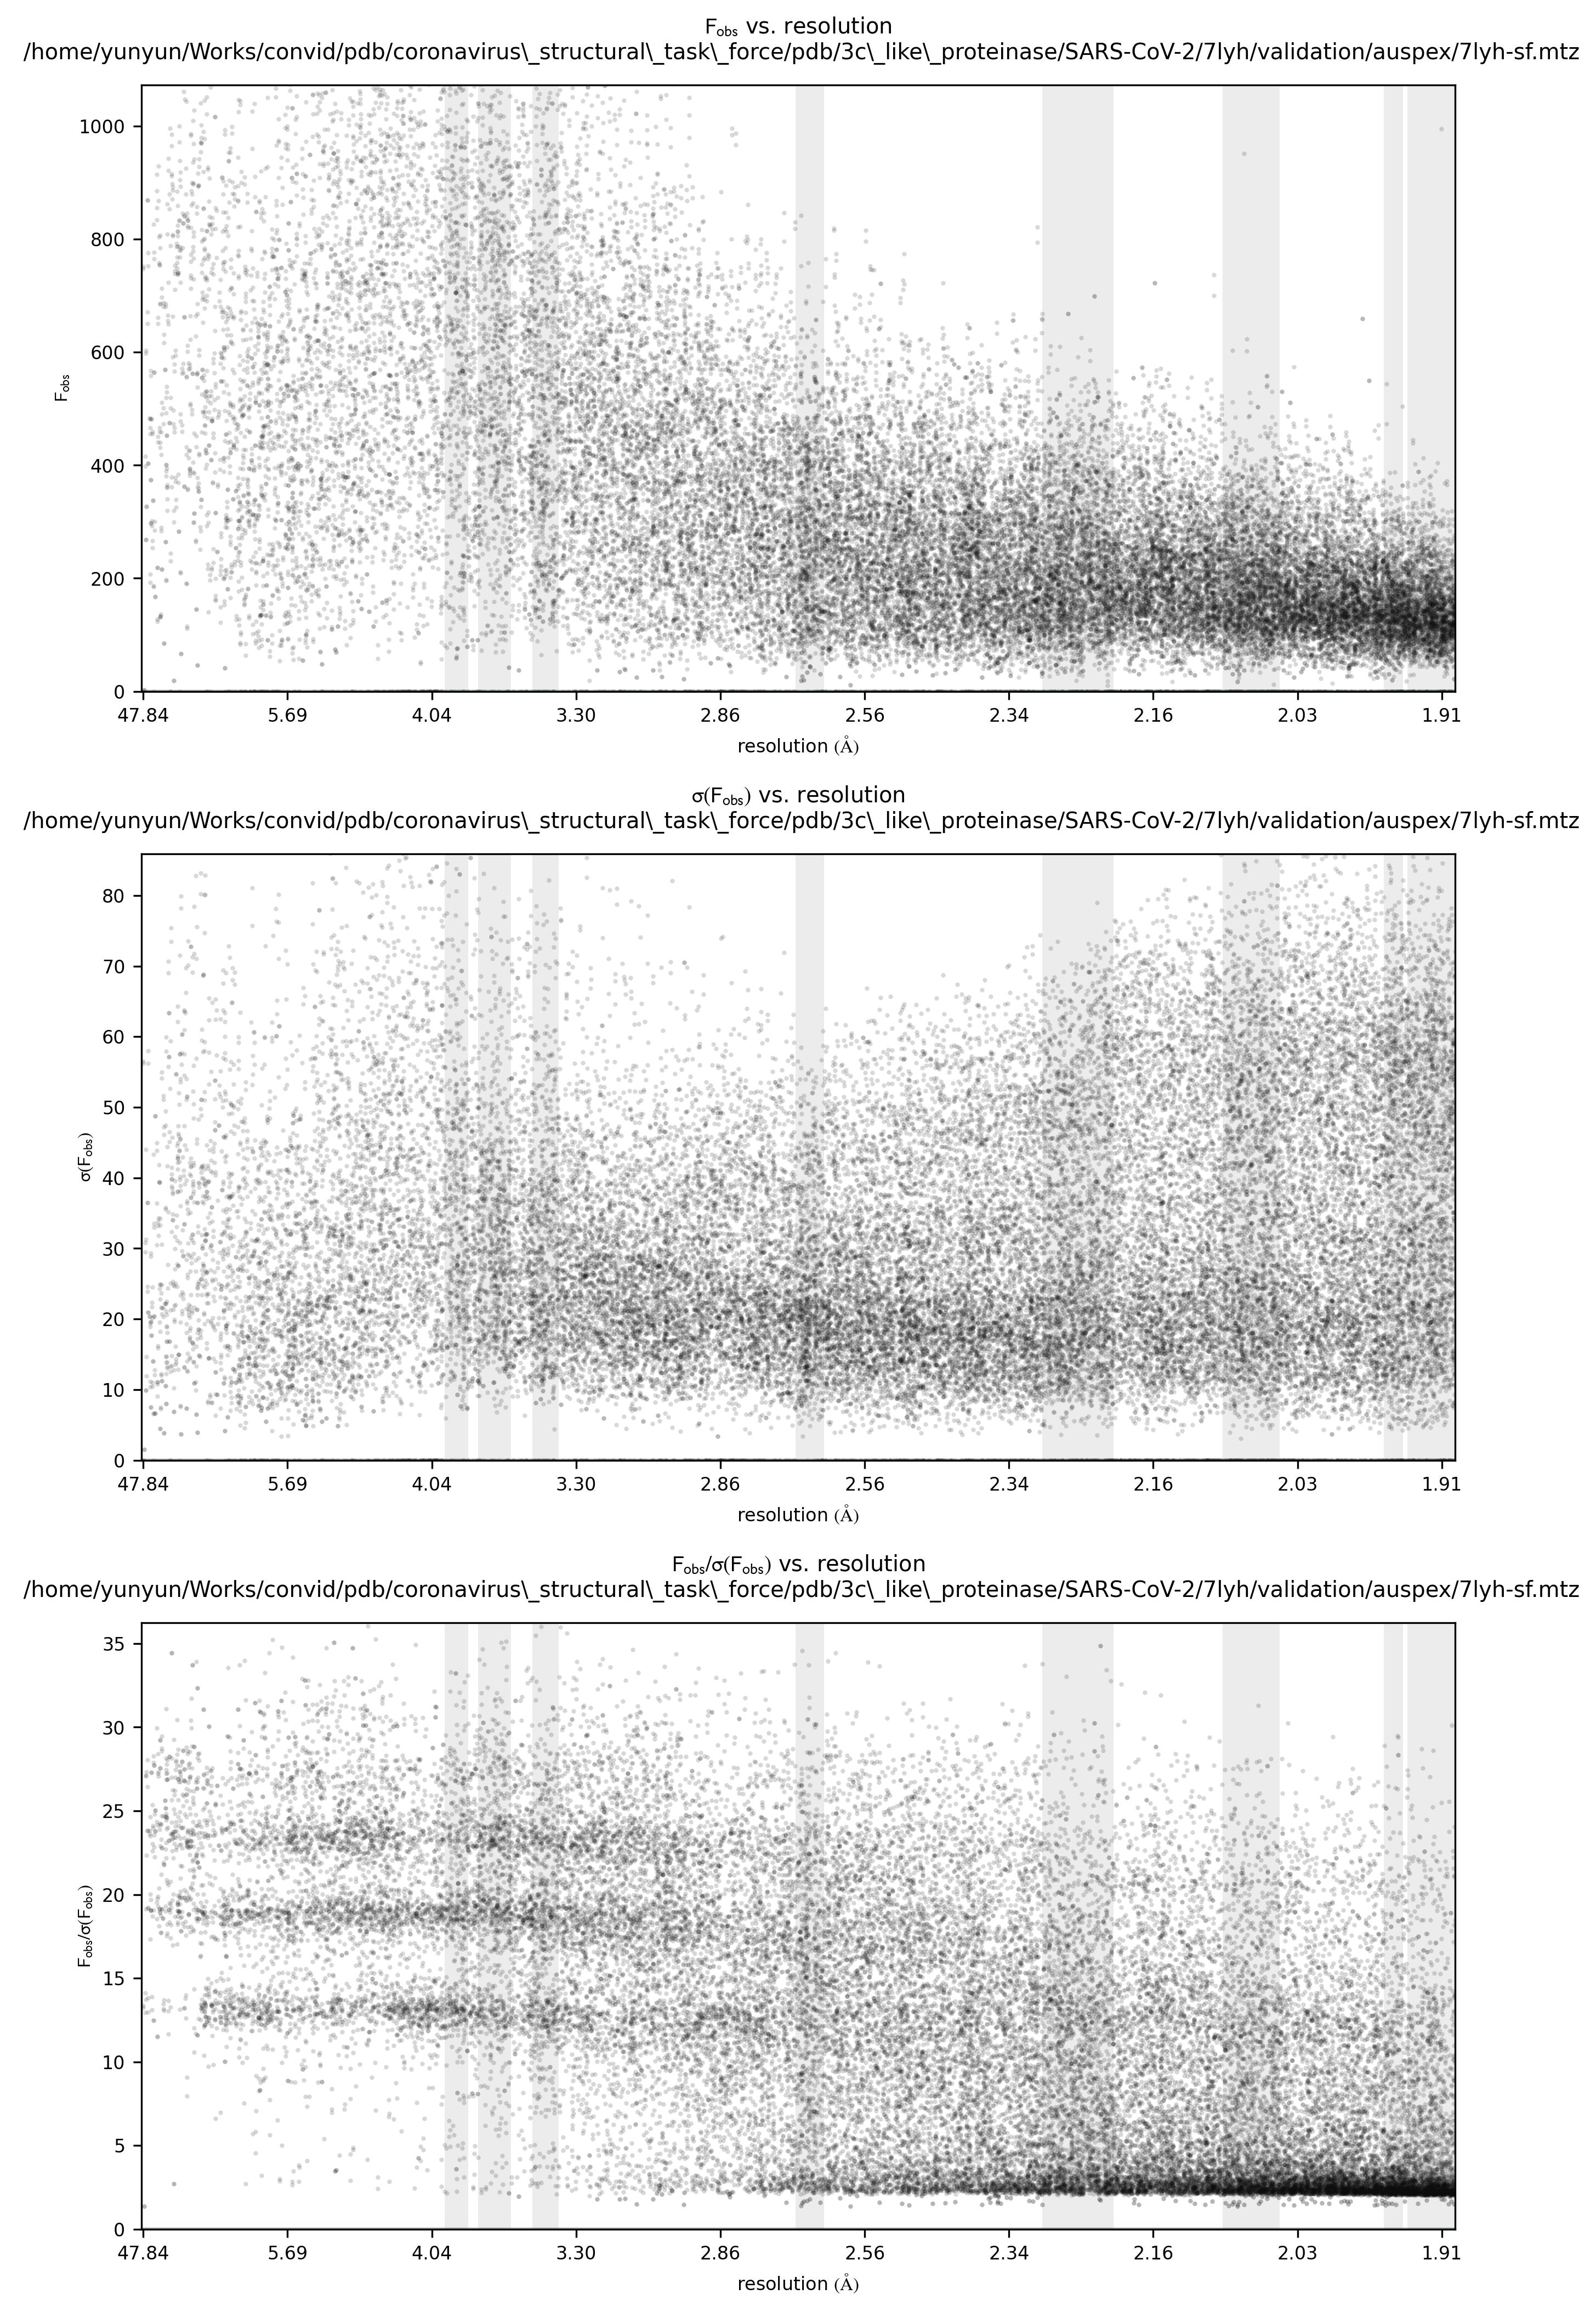 Fobs vs. resolution
/home/yunyun/Works/convid/pdb/coronavirus\_structural\_task\_force/pdb/3c\_like\_proteinase/SARS-CoV-2/7lyh/validation/auspex/7lyh-sf.mtz
1000
800
600
400
200
0
Fobs
47.84 5.69 4.04 3.30 2.86 2.56 2.34 2.16 2.03 1.91
resolution (Å)
σ(Fobs) vs. resolution
/home/yunyun/Works/convid/pdb/coronavirus\_structural\_task\_force/pdb/3c\_like\_proteinase/SARS-CoV-2/7lyh/validation/auspex/7lyh-sf.mtz
80
70
60
50
40
30
20
10
0
σ(Fobs)
47.84 5.69 4.04 3.30 2.86 2.56 2.34 2.16 2.03 1.91
resolution (Å)
Fobs/σ(Fobs) vs. resolution
/home/yunyun/Works/convid/pdb/coronavirus\_structural\_task\_force/pdb/3c\_like\_proteinase/SARS-CoV-2/7lyh/validation/auspex/7lyh-sf.mtz
35
30
25
20
15
10
5
0
Fobs/σ(Fobs)
47.84 5.69 4.04 3.30 2.86 2.56 2.34 2.16 2.03 1.91
resolution (Å)